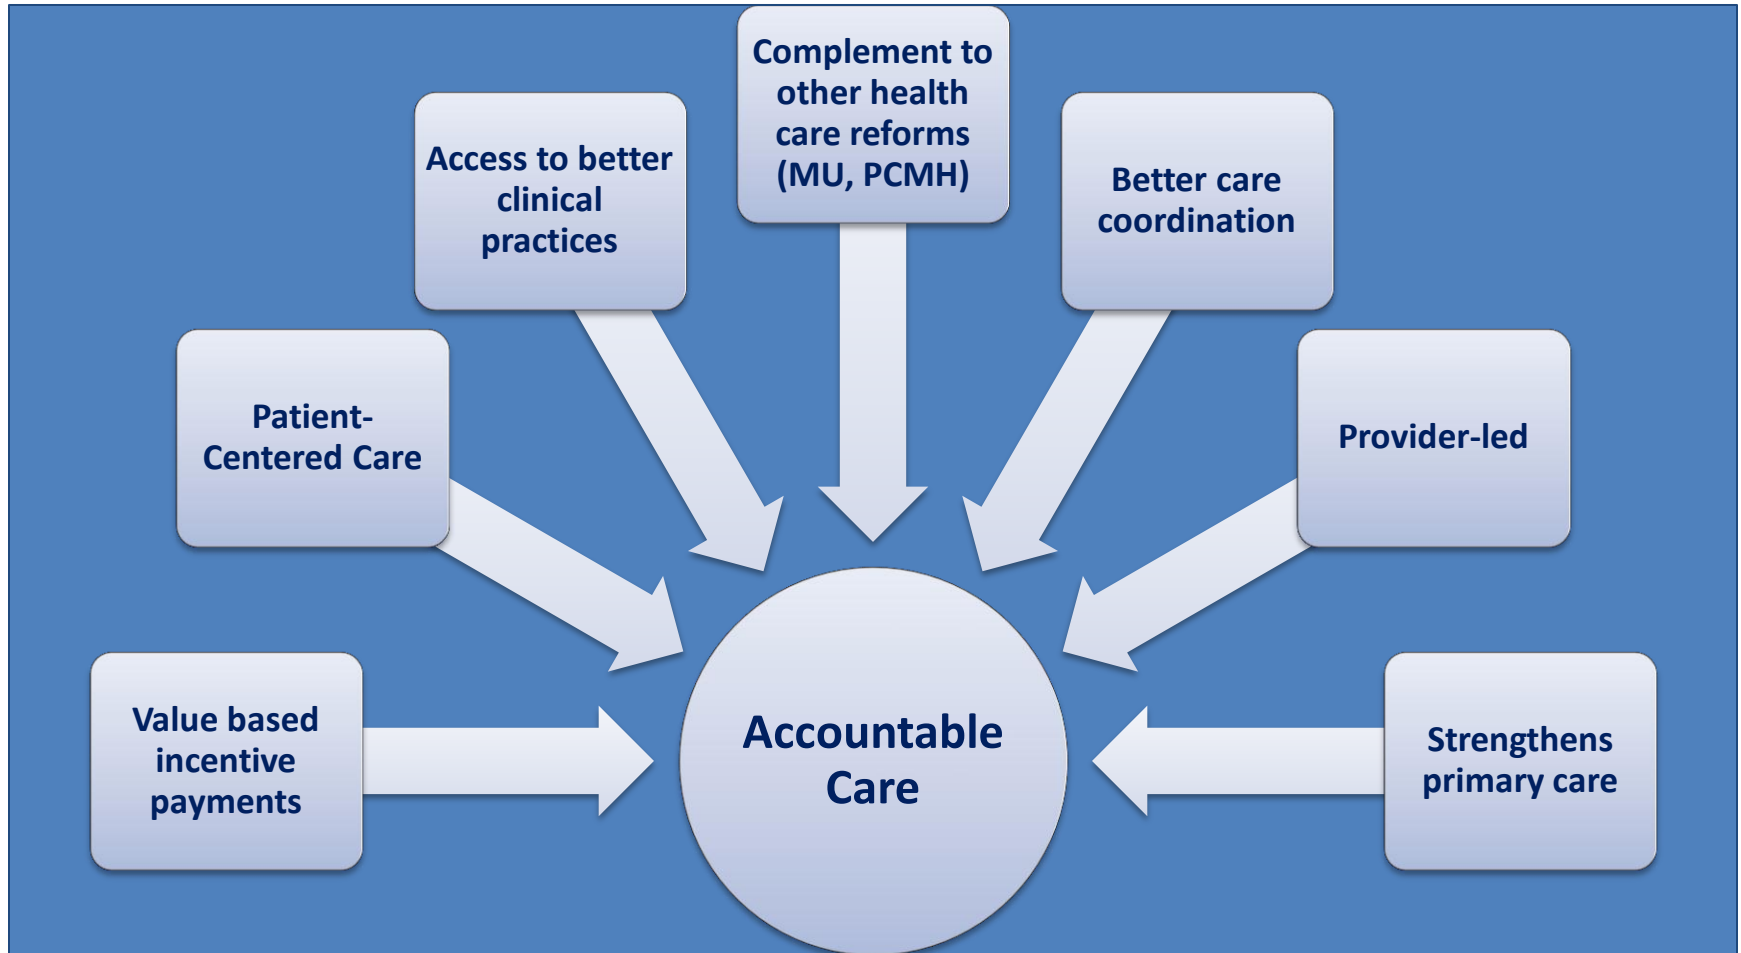 Complement to
other health
care reforms
(MU, PCMH)
Access to better
clinical
practices
Better care
coordination
Patient-
Centered Care
Provider-led
Value based
incentive
payments
Accountable
Care
Strengthens
primary care